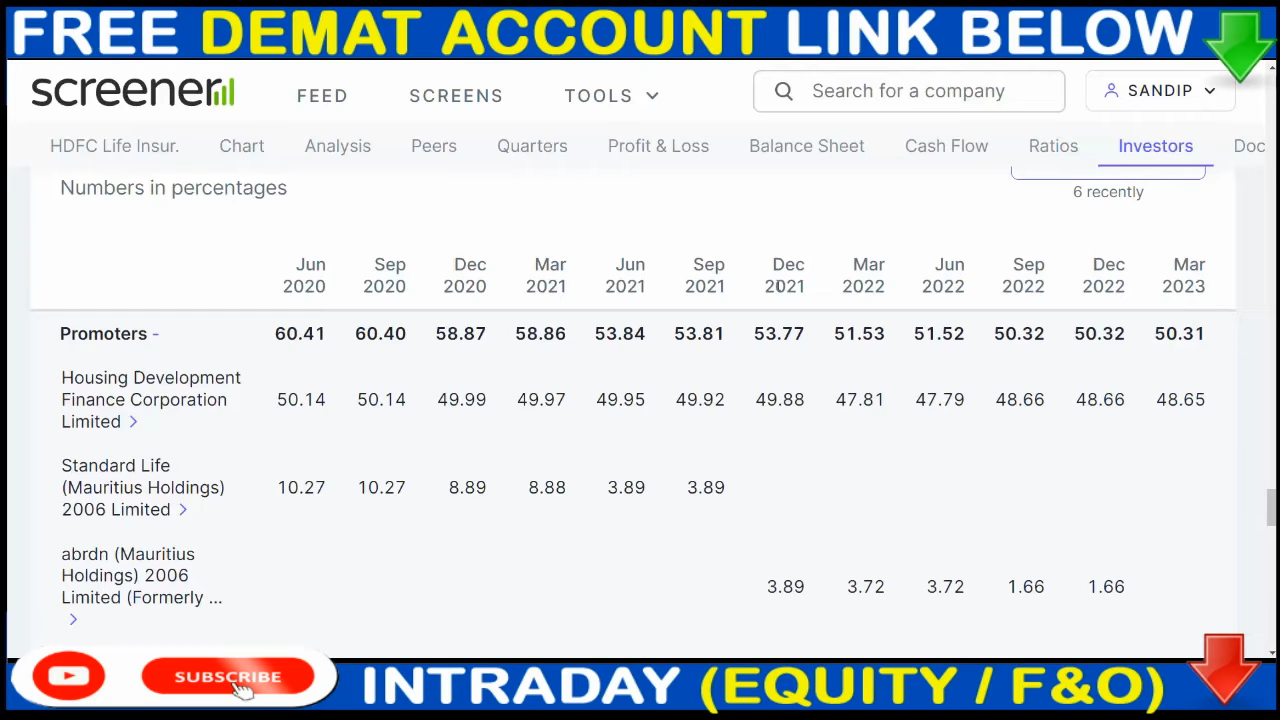 FREE DEMAT ACCOUNT LINK BELOW
screener
FEED SCREENS TOOLS
Search for a company
SANDIP
HDFC Life Insur. Chart Analysis Peers Quarters Profit & Loss Balance Sheet Cash Flow Ratios Investors Doc
Numbers in percentages
6 recently
Jun Sep Dec Mar Jun Sep Dec Mar Jun Sep Dec Mar
2020 2020 2020 2021 2021 2021 2021 2022 2022 2022 2022 2023
Promoters - 60.41 60.40 58.87 58.86 53.84 53.81 53.77 51.53 51.52 50.32 50.32 50.31
Housing Development
Finance Corporation 50.14 50.14 49.99 49.97 49.95 49.92 49.88 47.81 47.79 48.66 48.66 48.65
Limited >
Standard Life
(Mauritius Holdings) 10.27 10.27 8.89 8.88 3.89 3.89
2006 Limited >
abrdn (Mauritius
Holdings) 2006 3.89 3.72 3.72 1.66 1.66
Limited (Formerly ...
>
SUBSCRIBE
INTRADAY (EQUITY / F&O)